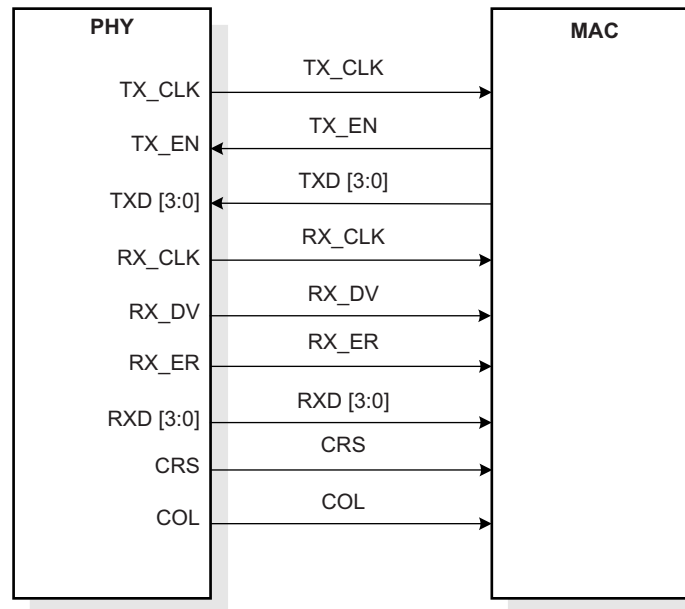 PHY
MAC
TX_CLK
TX_CLK
TX_EN
TX_EN
TXD [3:0]
TXD [3:0]
RX_CLK
RX_CLK
RX_DV
RX_DV
RX_ER
RX_ER
RXD [3:0]
RXD [3:0]
CRS
CRS
COL
COL